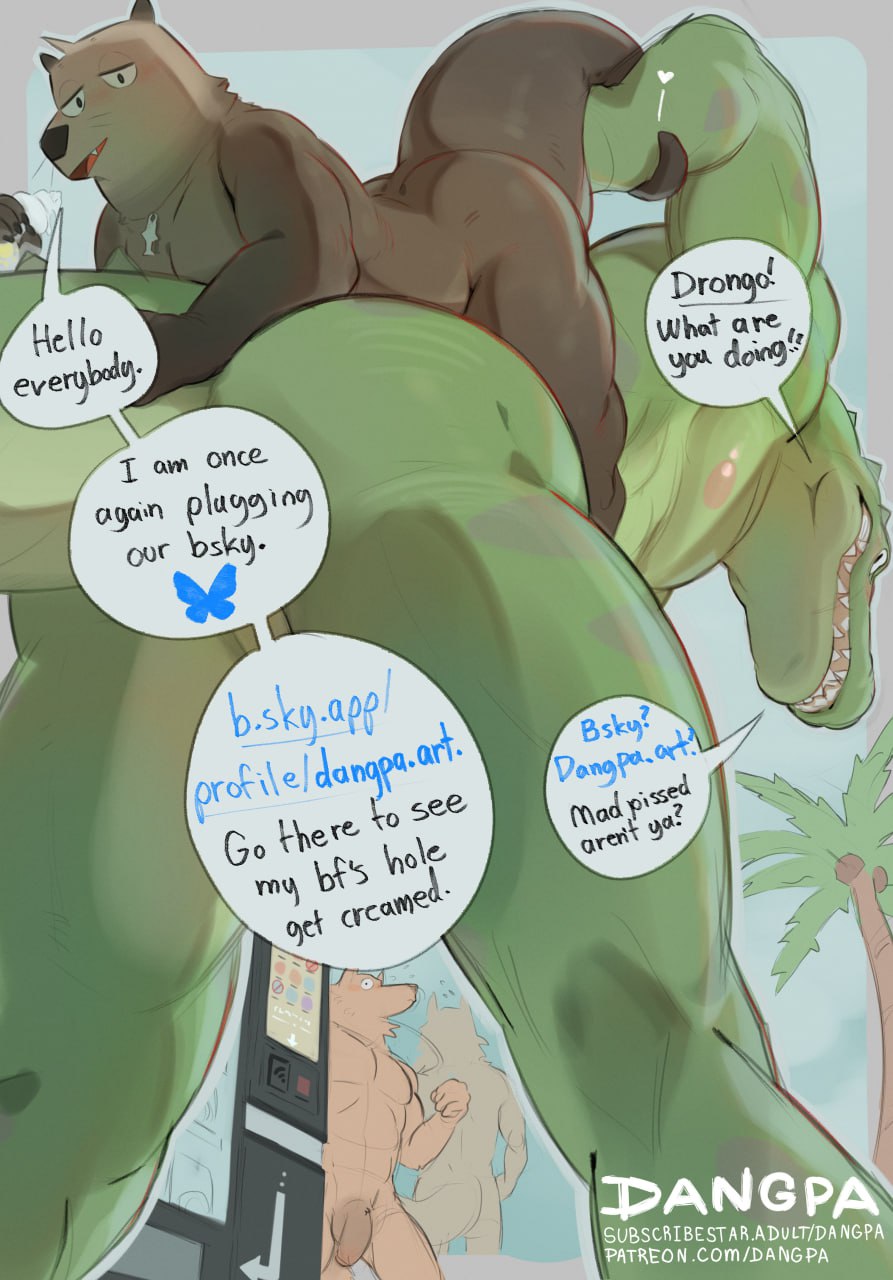 Hello
everybody.
I am once
again plugging
our bsky.
Drongo!
What are
you doing!?
b.sky.app/
profile/dangpa.art.
Go there to see
my bf's hole
get creamed.
Bsky?
Dangpa.art?
Mad pissed
aren't ya?
DANGPA
SUBSCRIBESTAR.ADULT/DANGPA
PATREON.COM/DANGPA